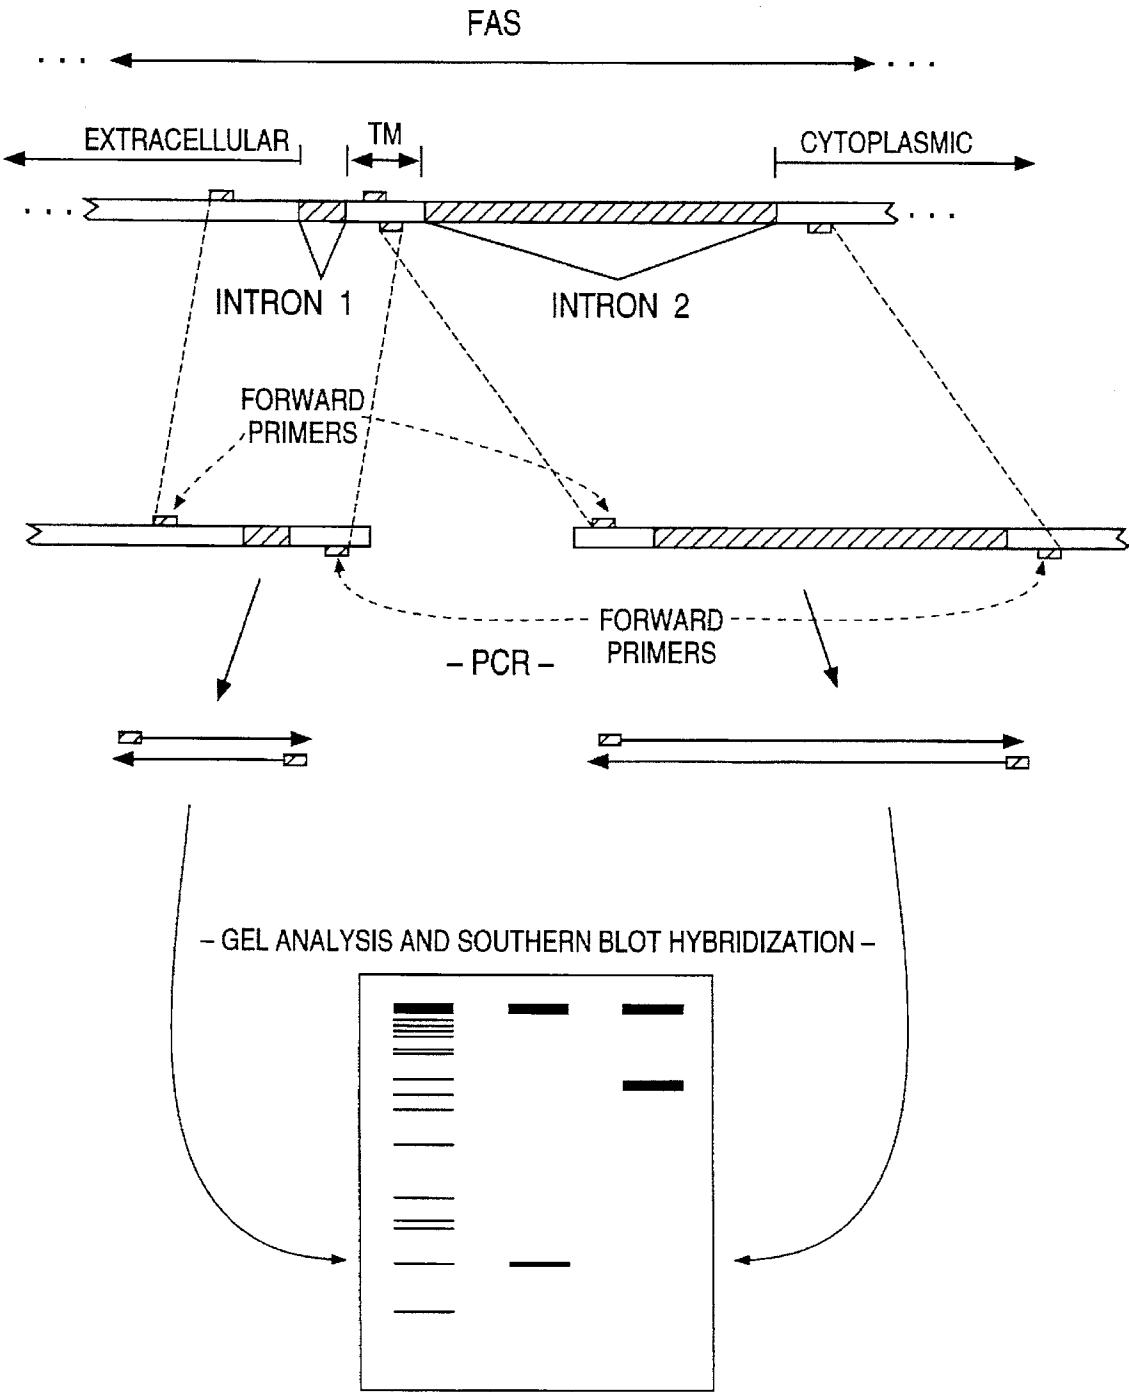 FAS
EXTRACELLULAR
TM
CYTOPLASMIC
INTRON 1
INTRON 2
FORWARD
PRIMERS
FORWARD
PRIMERS
– PCR –
– GEL ANALYSIS AND SOUTHERN BLOT HYBRIDIZATION –